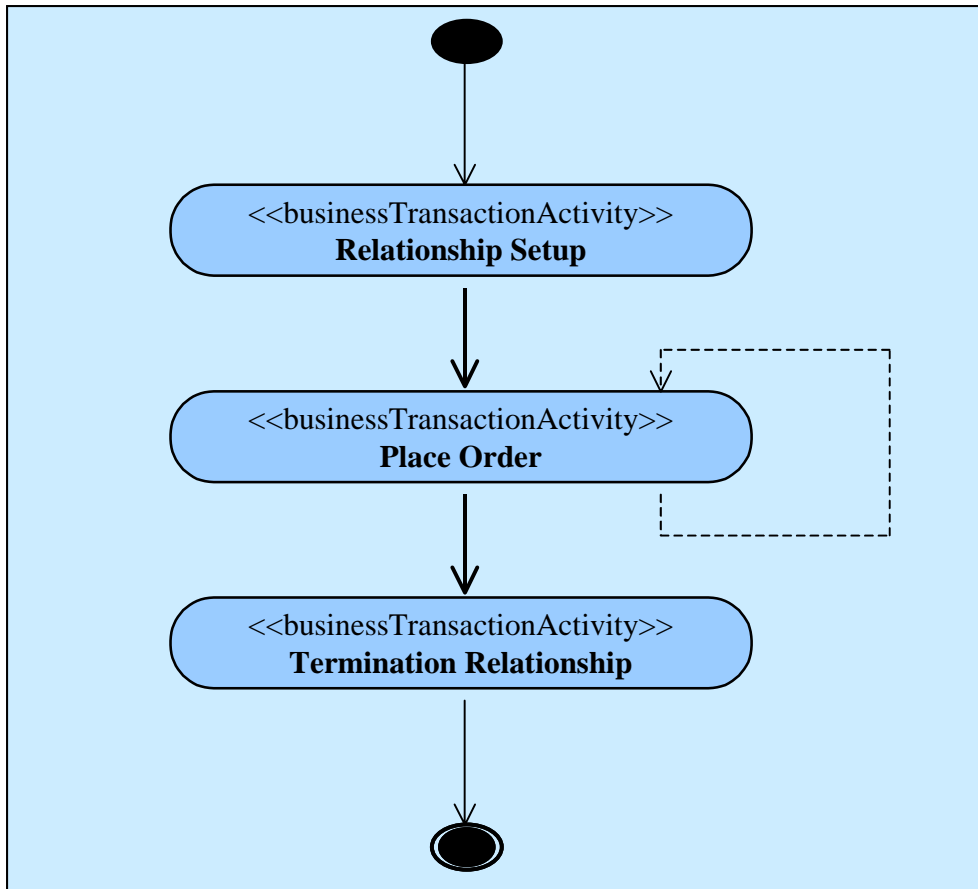 <<businessTransactionActivity>>
Relationship Setup
<<businessTransactionActivity>>
Place Order
<<businessTransactionActivity>>
Termination Relationship